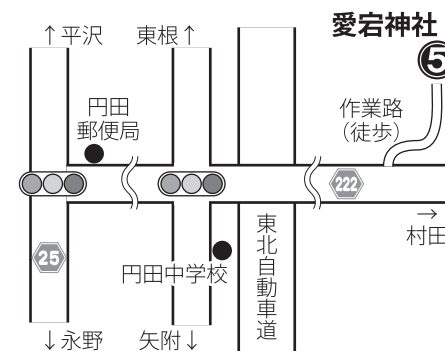 愛宕神社
5
↑平沢
東根↑
円田
郵便局
作業路
(徒歩)
222
→
村田
25
円田中学校
東北自動車道
↓永野
矢附↓